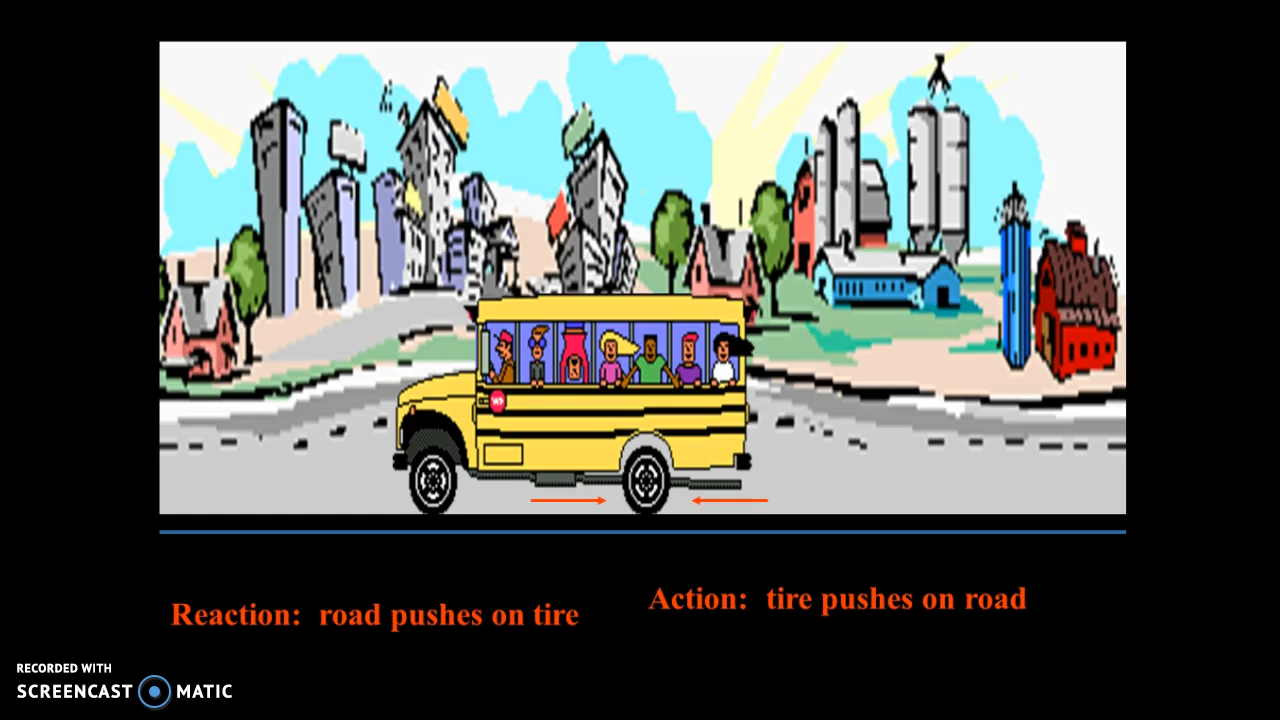 Reaction: road pushes on tire
Action: tire pushes on road
RECORDED WITH
SCREENCAST MATIC